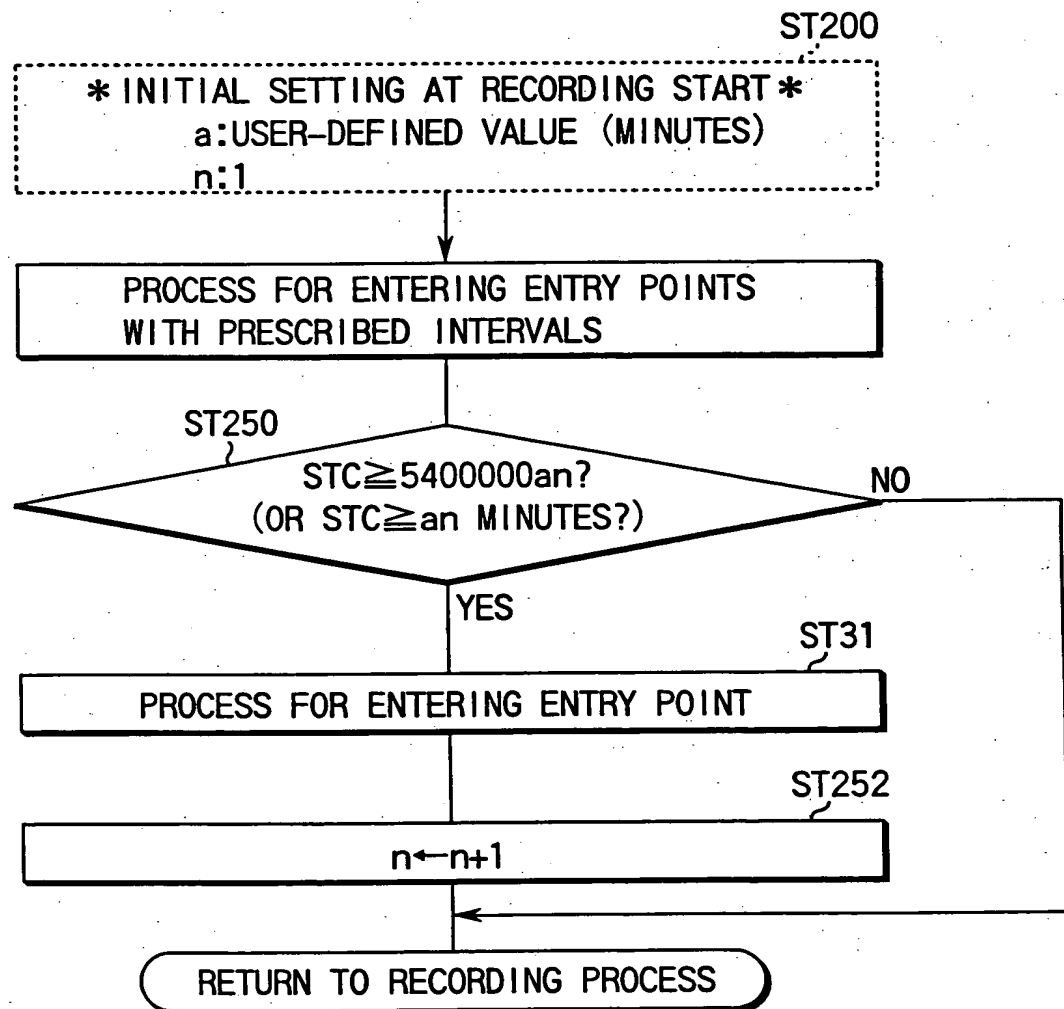 ST200
*INITIAL SETTING AT RECORDING START*
a:USER-DEFINED VALUE (MINUTES)
n:1
PROCESS FOR ENTERING ENTRY POINTS
WITH PRESCRIBED INTERVALS
ST250
STC≧5400000an?
(OR STC≧an MINUTES?)
NO
YES
ST31
PROCESS FOR ENTERING ENTRY POINT
ST252
n←n+1
RETURN TO RECORDING PROCESS